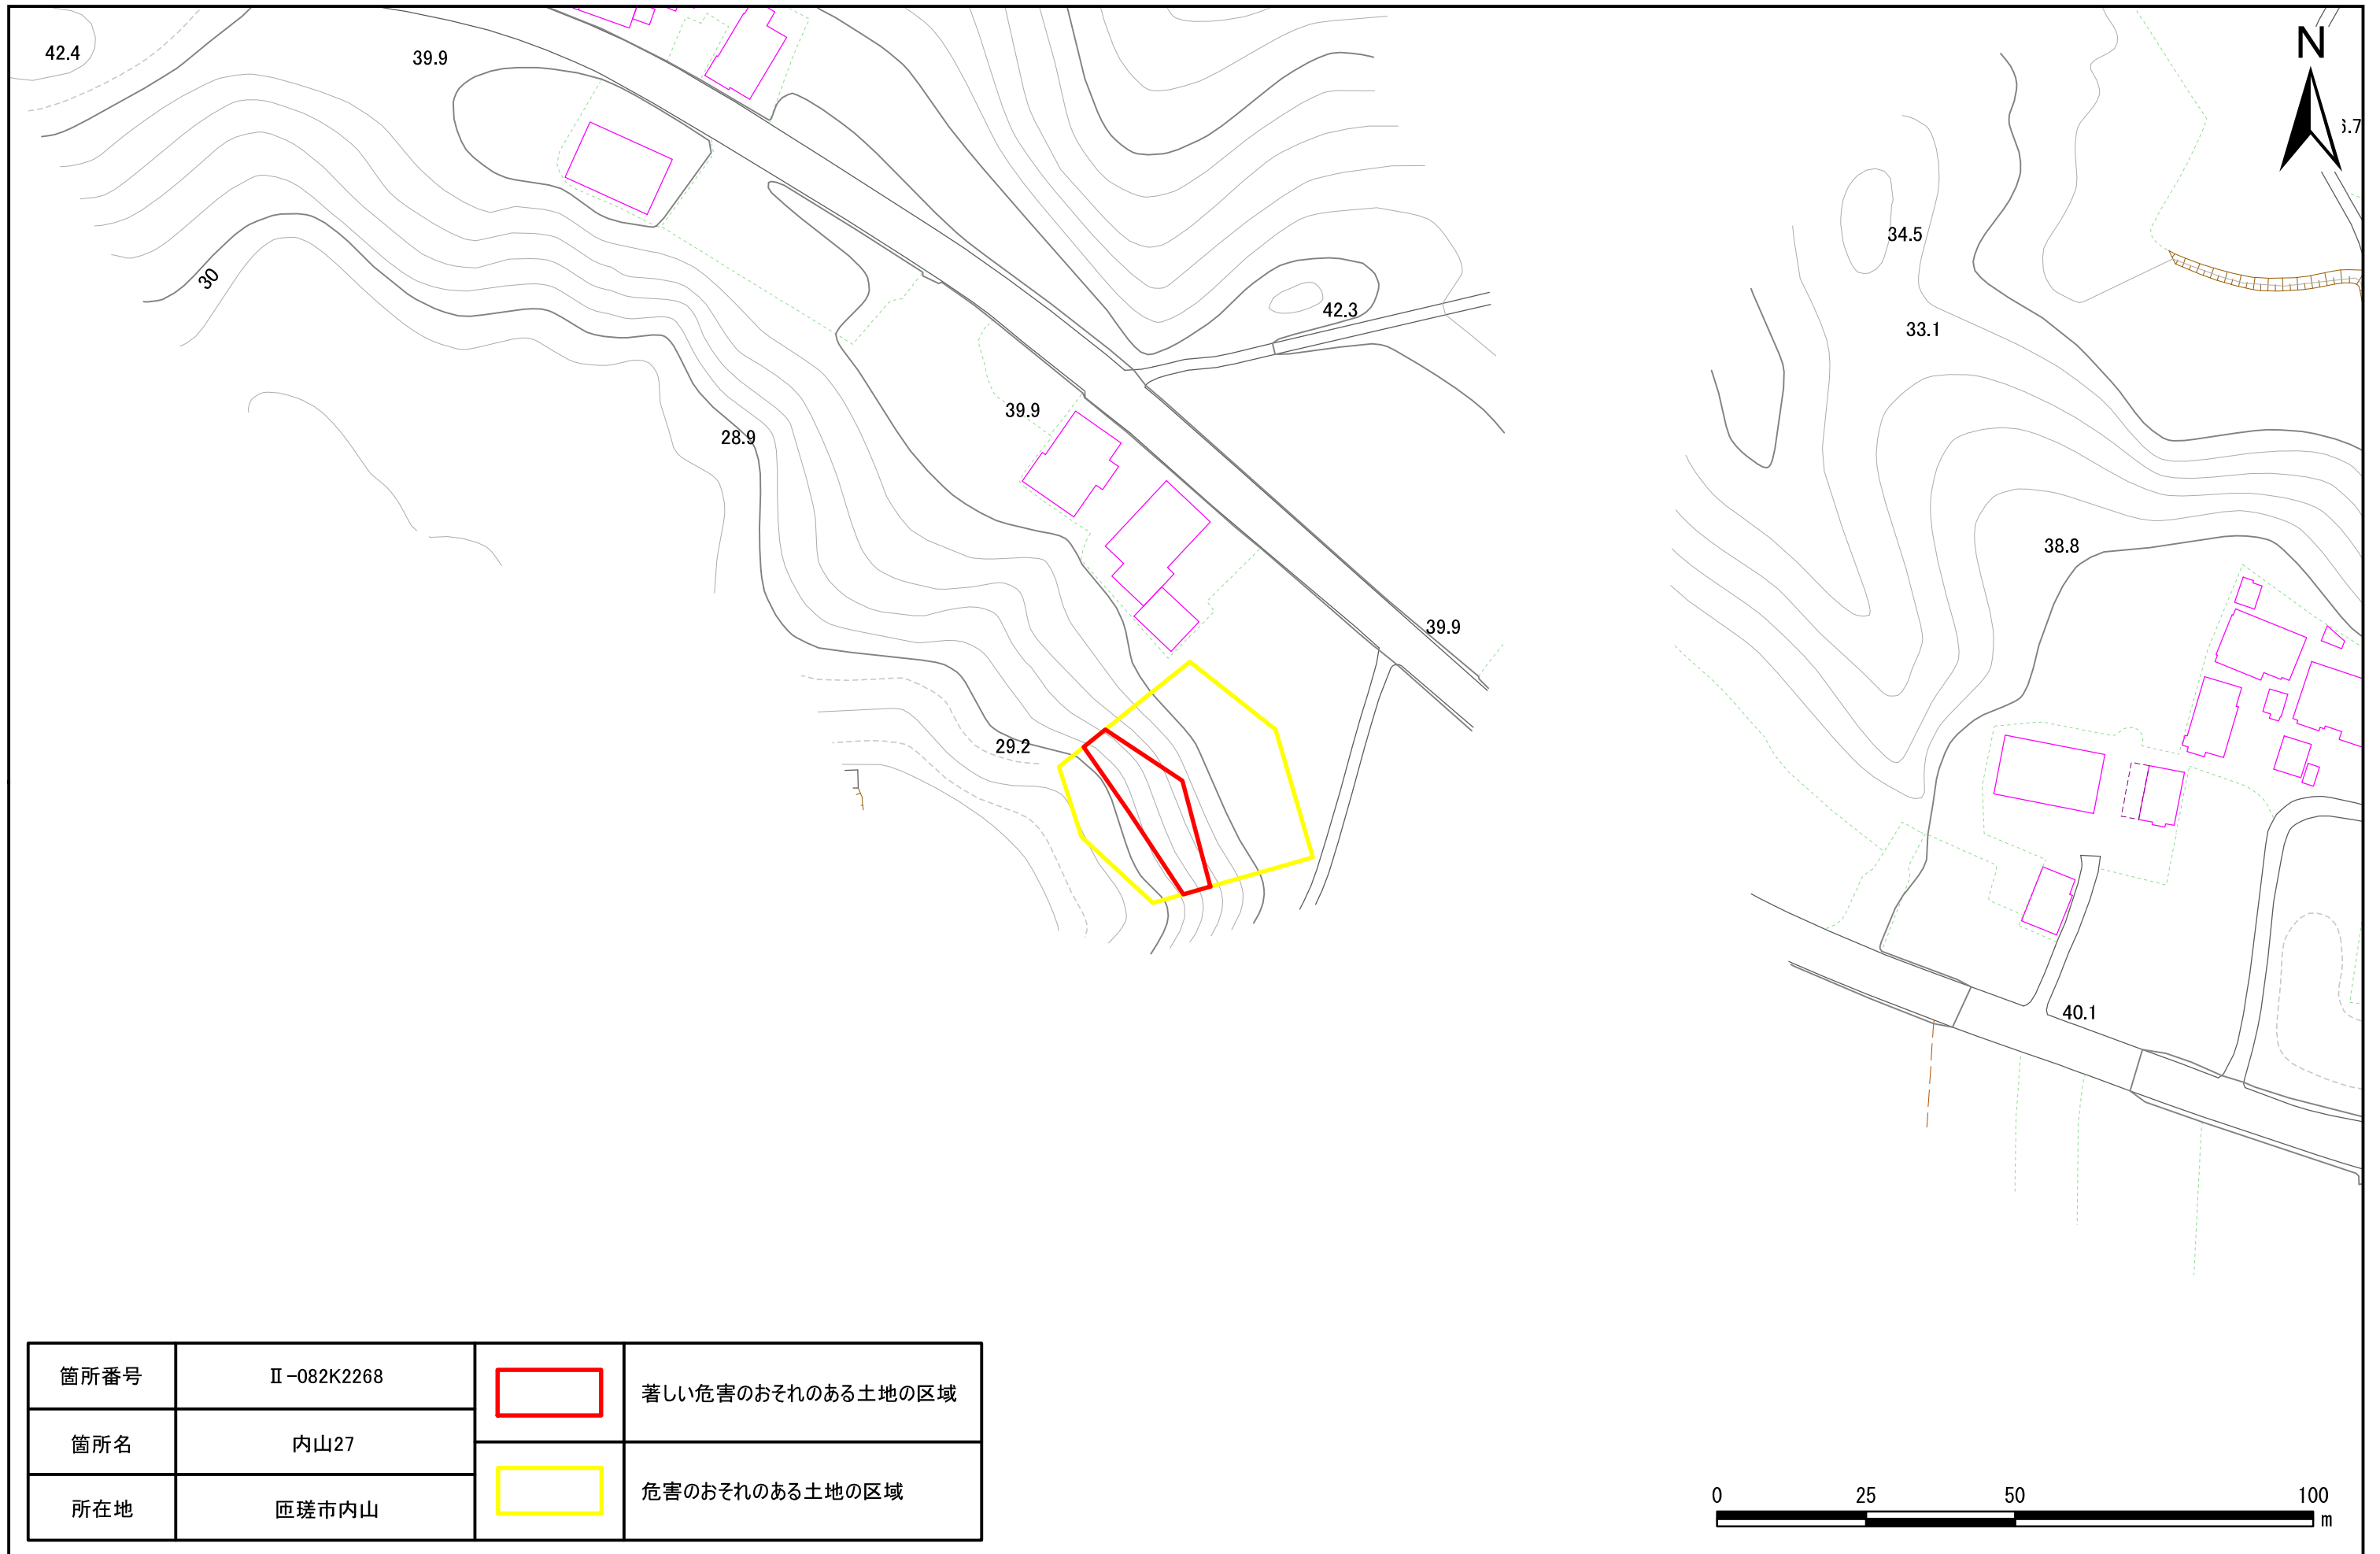 42.4
39.9
N
34.5
30
42.3
33.1
39.9
28.9
38.8
39.9
29.2
40.1
箇所番号 Ⅱ-082K2268
箇所名 内山27
所在地 匝瑳市内山
著しい危害のおそれのある土地の区域
危害のおそれのある土地の区域
0 25 50 100
m